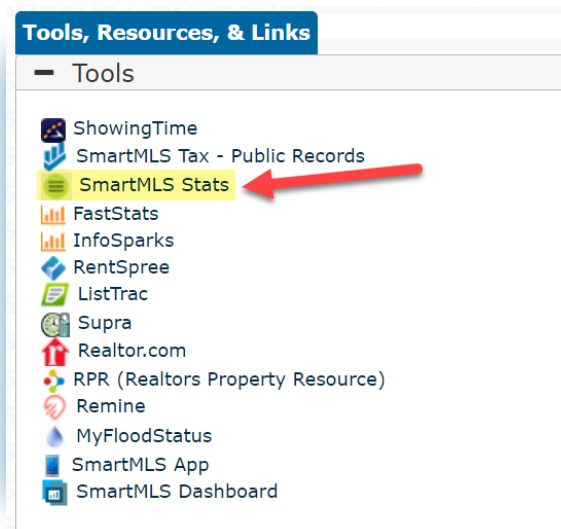 Tools, Resources, & Links
Tools
ShowingTime
SmartMLS Tax - Public Records
SmartMLS Stats
FastStats
InfoSparks
RentSpree
ListTrac
Supra
Realtor.com
RPR (Realtors Property Resource)
Remine
MyFloodStatus
SmartMLS App
SmartMLS Dashboard